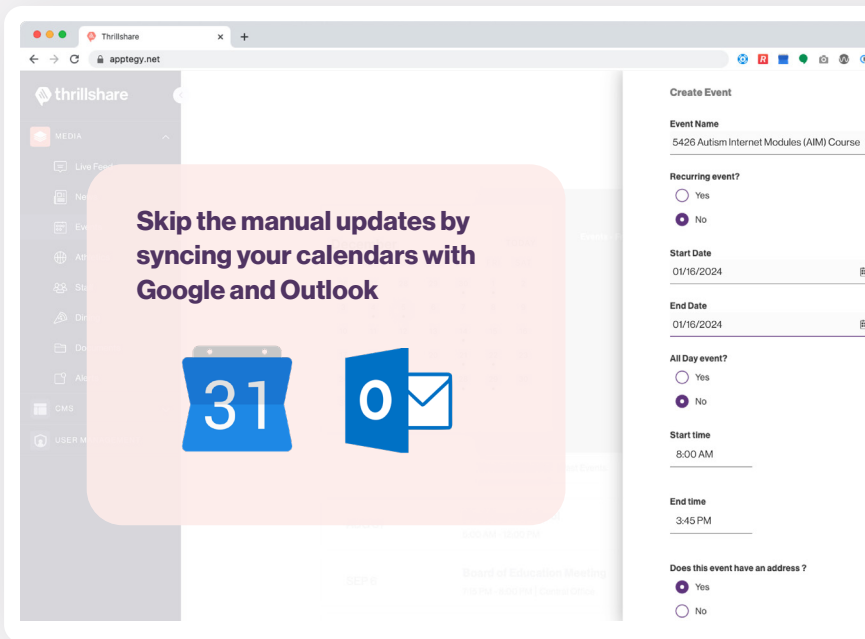 Thrillshare
apptegy.net
thrillshare
MEDIA
Live Feed
CMS
USER M
Skip the manual updates by
syncing your calendars with
Google and Outlook
31
O
Board of Education Meeting
Create Event
Event Name
5426 Autism Internet Modules (AIM) Course
Recurring event?
Yes
No
Start Date
01/16/2024
End Date
01/16/2024
All Day event?
Yes
No
Start time
8:00 AM
End time
3:45 PM
Does this event have an address ?
Yes
No